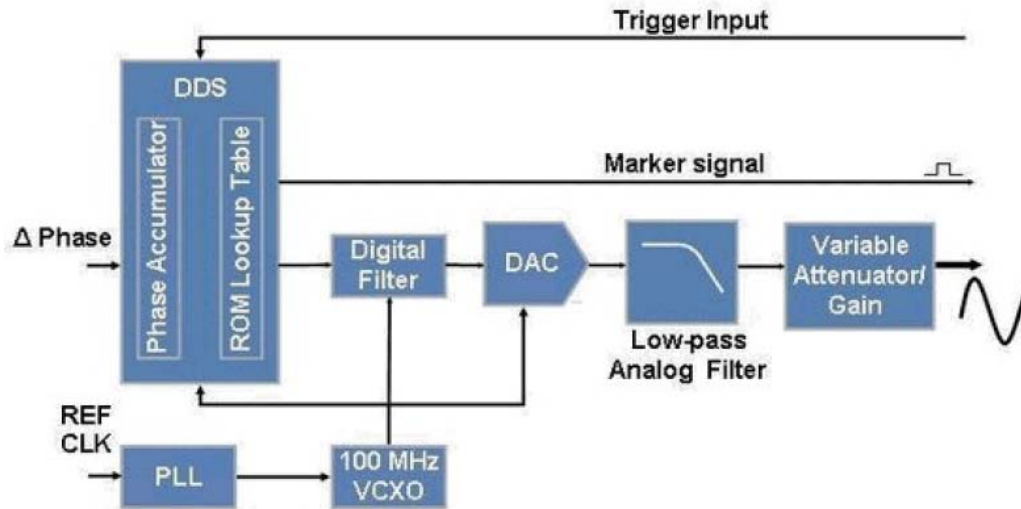 Trigger Input
DDS
Phase Accumulator
ROM Lookup Table
Marker signal
Δ Phase
Digital
Filter
DAC
Variable
Attenuator/
Gain
Low-pass
Analog Filter
REF
CLK
PLL
100 MHz
VCXO